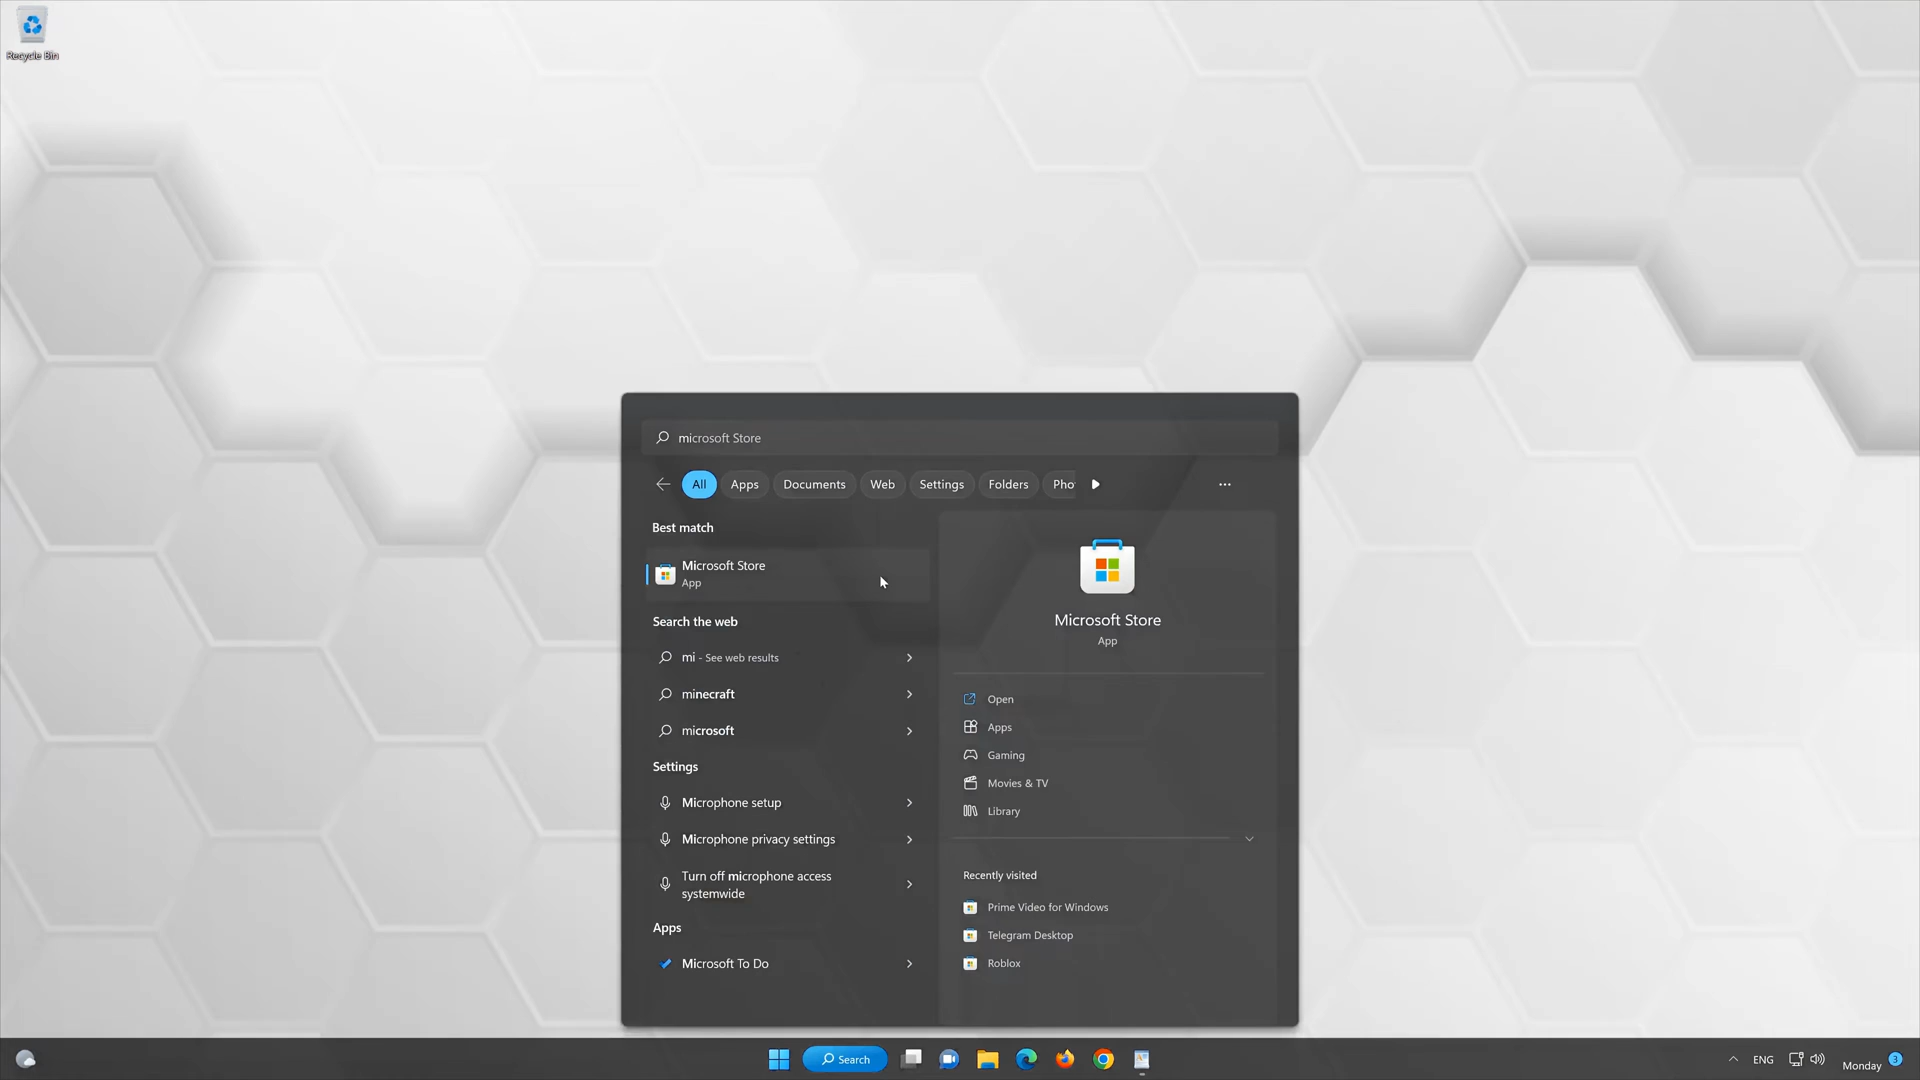 Recycle Bin
microsoft Store
All Apps Documents Web Settings Folders Pho
Best match
Microsoft Store
App
Search the web
mi - See web results
minecraft
microsoft
Settings
Microphone setup
Microphone privacy settings
Turn off microphone access
systemwide
Apps
Microsoft To Do
Microsoft Store
App
Open
Apps
Gaming
Movies & TV
Library
Recently visited
Prime Video for Windows
Telegram Desktop
Roblox
Search
ENG
Monday 3